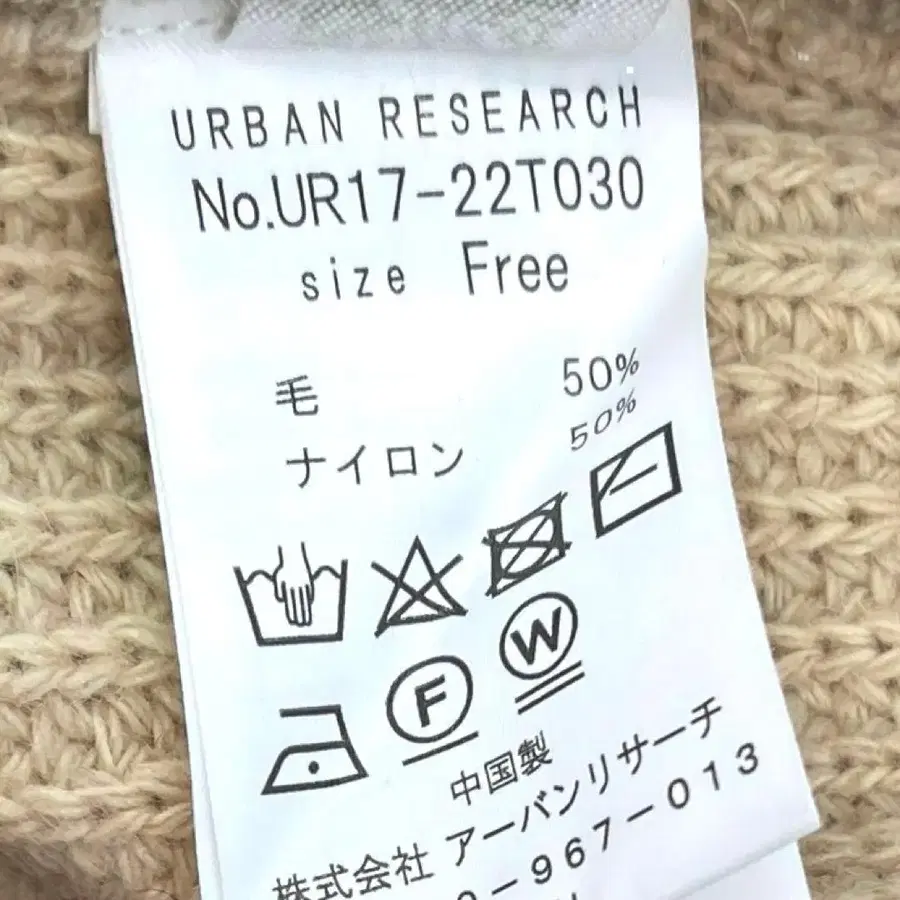 URBAN RESEARCH
No.UR17-22T030
size Free
毛 50%
ナイロン 50%
F W
中国製
株式会社 アーバンリサーチ
-967-013